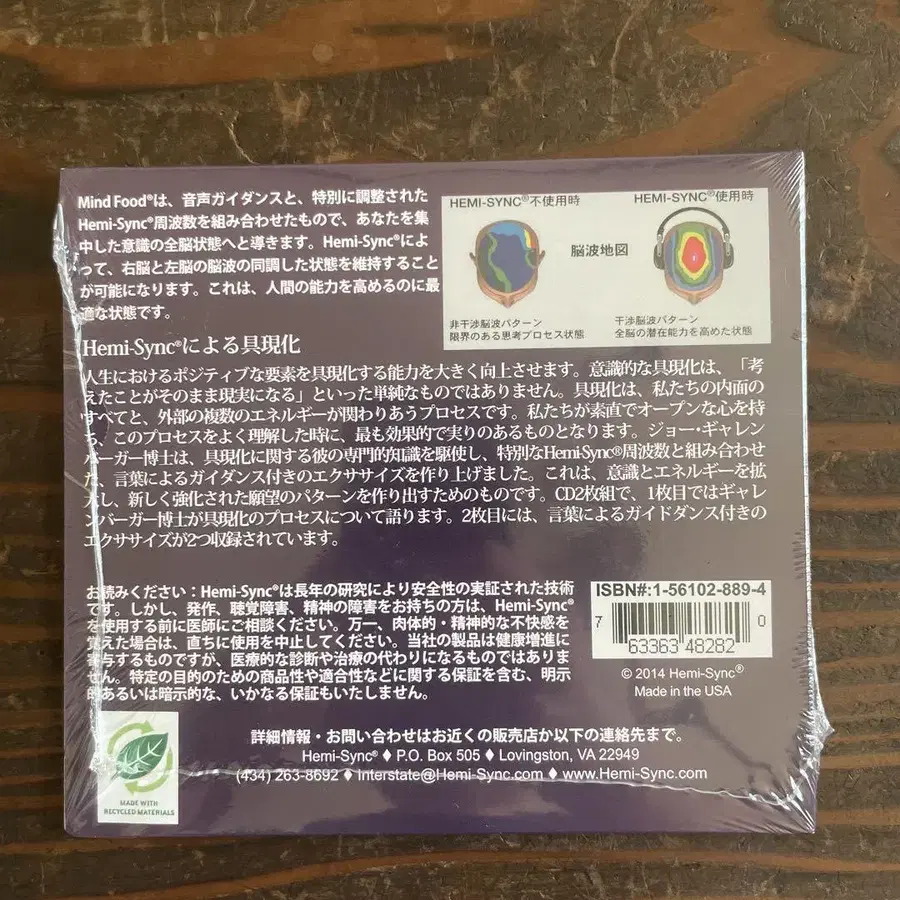 Mind Food®は、音声ガイダンスと、特別に調整された
Hemi-Sync®周波数を組み合わせたもので、あなたを集
中した意識の全脳状態へと導きます。Hemi-Sync®によ
って、右脳と左脳の脳波の同調した状態を維持すること
が可能になります。これは、人間の能力を高めるのに最
適な状態です。
HEMI-SYNC®不使用時
HEMI-SYNC®使用時
脳波地図
非干渉脳波パターン
限界のある思考プロセス状態
干渉脳波パターン
全脳の潜在能力を高めた状態
Hemi-Sync®による具現化
人生におけるポジティブな要素を具現化する能力を大きく向上させます。意識的な具現化は、「考
えたことがそのまま現実になる」といった単純なものではありません。具現化は、私たちの内面の
すべてと、外部の複数のエネルギーが関わりあうプロセスです。私たちが素直でオープンな心を持
ち、このプロセスをよく理解した時に、最も効果的で実りのあるものとなります。ジョー・ギャレン
バーガー博士は、具現化に関する彼の専門的知識を駆使し、特別なHemi-Sync®周波数と組み合わせ
た、言葉によるガイダンス付きのエクササイズを作り上げました。これは、意識とエネルギーを拡
大し、新しく強化された願望のパターンを作り出すためのものです。CD2枚組で、1枚目ではギャレ
ンバーガー博士が具現化のプロセスについて語ります。2枚目には、言葉によるガイドダンス付きの
エクササイズが2つ収録されています。
お読みください：Hemi-Sync®は長年の研究により安全性の実証された技術
です。しかし、発作、聴覚障害、精神の障害をお持ちの方は、Hemi-Sync®
を使用する前に医師にご相談ください。万一、肉体的・精神的な不快感を
覚えた場合は、直ちに使用を中止してください。当社の製品は健康増進に
寄与するものですが、医療的な診断や治療の代わりになるものではありま
せん。特定の目的のための商品性や適合性などに関する保証を含む、明示
的あるいは暗示的な、いかなる保証もいたしません。
ISBN#:1-56102-889-4
7 63363 48282 0
© 2014 Hemi-Sync®
Made in the USA
MADE WITH
RECYCLED MATERIALS
詳細情報・お問い合わせはお近くの販売店か以下の連絡先まで。
Hemi-Sync® ♦ P.O. Box 505 ♦ Lovingston, VA 22949
(434) 263-8692 ♦ Interstate@Hemi-Sync.com ♦ www.Hemi-Sync.com